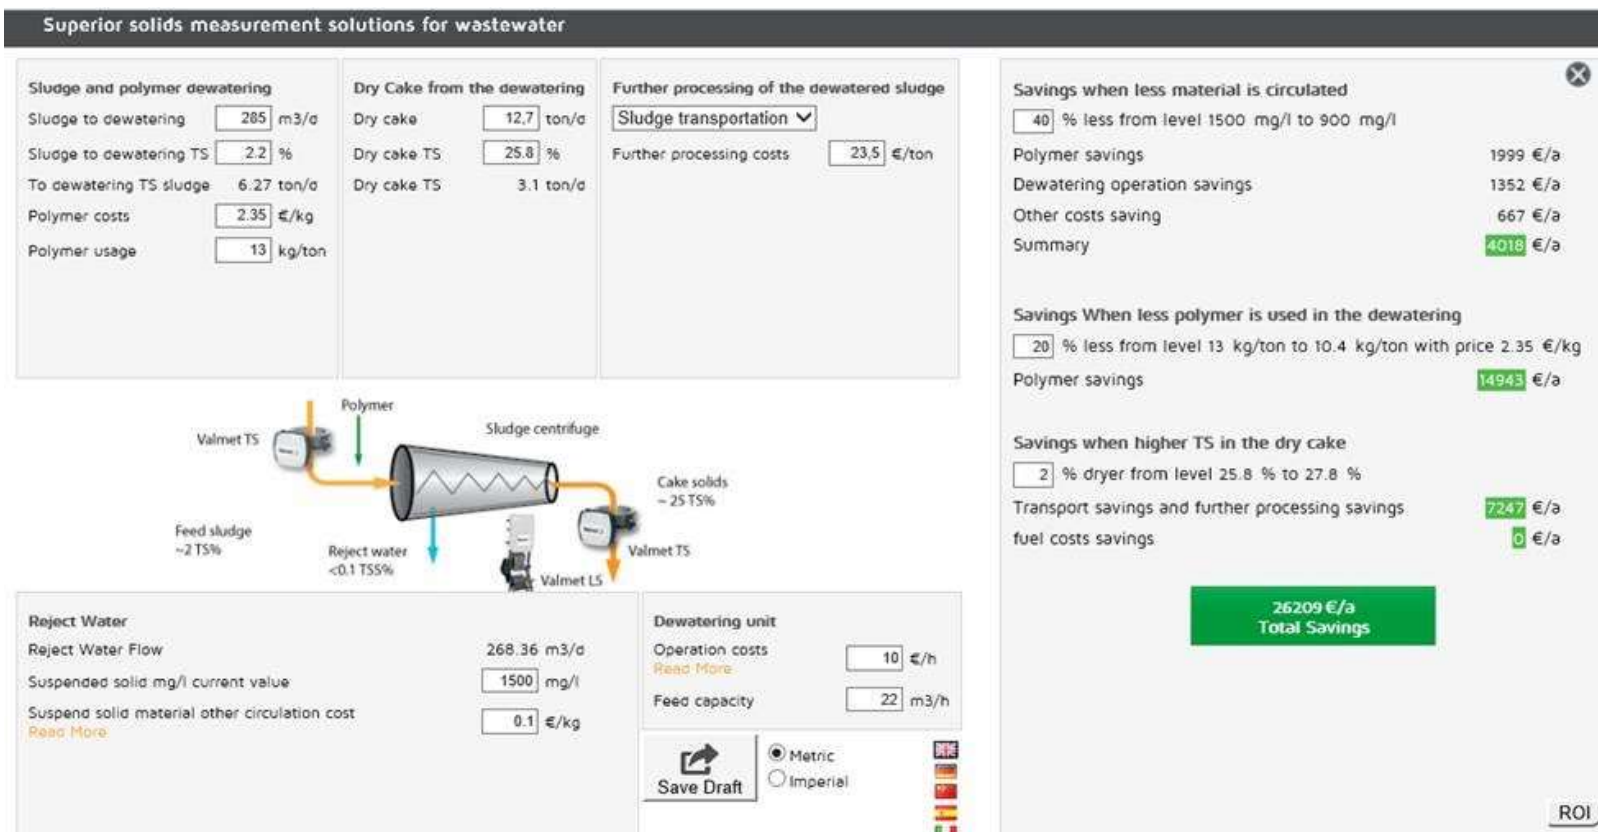 Superior solids measurement solutions for wastewater
Sludge and polymer dewatering
Sludge to dewatering 285 m3/d
Sludge to dewatering TS 2.2 %
To dewatering TS sludge 6.27 ton/d
Polymer costs 2.35 €/kg
Polymer usage 13 kg/ton
Dry Cake from the dewatering
Dry cake 12,7 ton/d
Dry cake TS 25.8 %
Dry cake TS 3.1 ton/d
Further processing of the dewatered sludge
Sludge transportation
Further processing costs 23,5 €/ton
Polymer
Valmet TS
Sludge centrifuge
Cake solids
~ 25 TS%
Feed sludge
~2 TS%
Reject water
<0.1 TSS%
Valmet TS
Valmet LS
Reject Water
Reject Water Flow 268.36 m3/d
Suspended solid mg/l current value 1500 mg/l
Suspend solid material other circulation cost 0.1 €/kg
Read More
Dewatering unit
Operation costs 10 €/h
Read More
Feed capacity 22 m3/h
Save Draft
Metric
Imperial
Savings when less material is circulated
40 % less from level 1500 mg/l to 900 mg/l
Polymer savings 1999 €/a
Dewatering operation savings 1352 €/a
Other costs saving 667 €/a
Summary 4018 €/a
Savings When less polymer is used in the dewatering
20 % less from level 13 kg/ton to 10.4 kg/ton with price 2.35 €/kg
Polymer savings 14943 €/a
Savings when higher TS in the dry cake
2 % dryer from level 25.8 % to 27.8 %
Transport savings and further processing savings 7247 €/a
fuel costs savings 0 €/a
26209 €/a
Total Savings
ROI